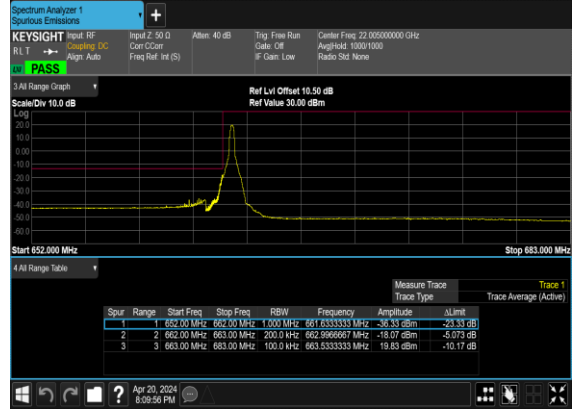 Spectrum Analyzer 1
Spurious Emissions
KEYSIGHT Input: RF Input Z: 50 Ω Atten: 40 dB Trig: Free Run Center Freq: 22.005000000 GHz
RLT Coupling: DC Corr CCorr Gate: Off Avg|Hold: 1000/1000
Align: Auto Freq Ref: Int (S) IF Gain: Low Radio Std: None
PASS
3 All Range Graph
Ref Lvl Offset 10.50 dB
Scale/Div 10.0 dB Ref Value 30.00 dBm
Log
20.0
10.0
0.00
-10.0
-20.0
-30.0
-40.0
-50.0
-60.0
Start 652.000 MHz Stop 683.000 MHz
4 All Range Table
Measure Trace Trace 1
Trace Type Trace Average (Active)
Spur Range Start Freq Stop Freq RBW Frequency Amplitude ΔLimit
1 1 652.00 MHz 662.00 MHz 1.000 MHz 661.6333333 MHz -36.33 dBm -23.33 dB
2 2 662.00 MHz 663.00 MHz 200.0 kHz 662.9966667 MHz -18.07 dBm -5.073 dB
3 3 663.00 MHz 683.00 MHz 100.0 kHz 663.5333333 MHz 19.83 dBm -10.17 dB
Apr 20, 2024
8:09:56 PM